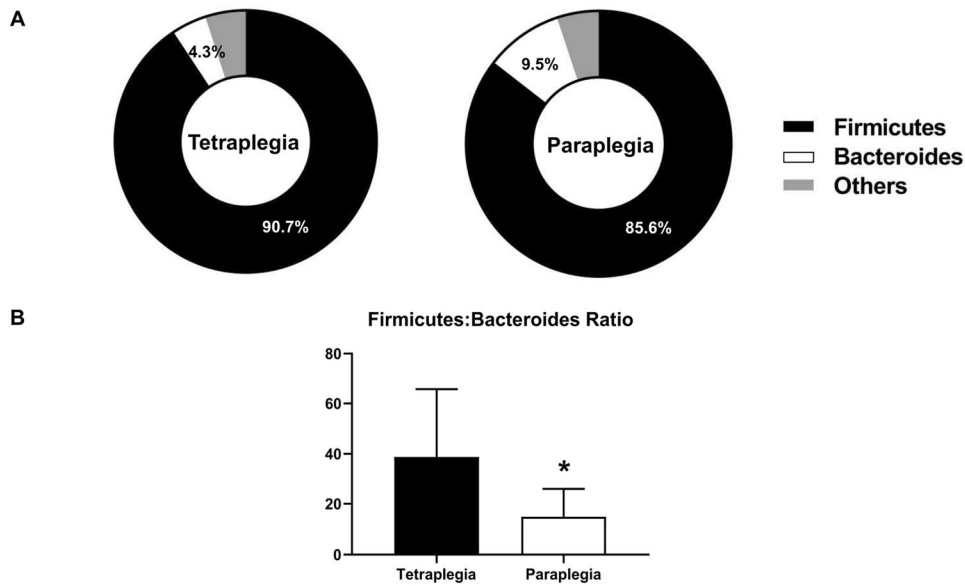 A
4.3%
Tetraplegia
90.7%
9.5%
Paraplegia
85.6%
Firmicutes
Bacteroides
Others
B
Firmicutes:Bacteroides Ratio
80
60
40
20
0
*
Tetraplegia
Paraplegia